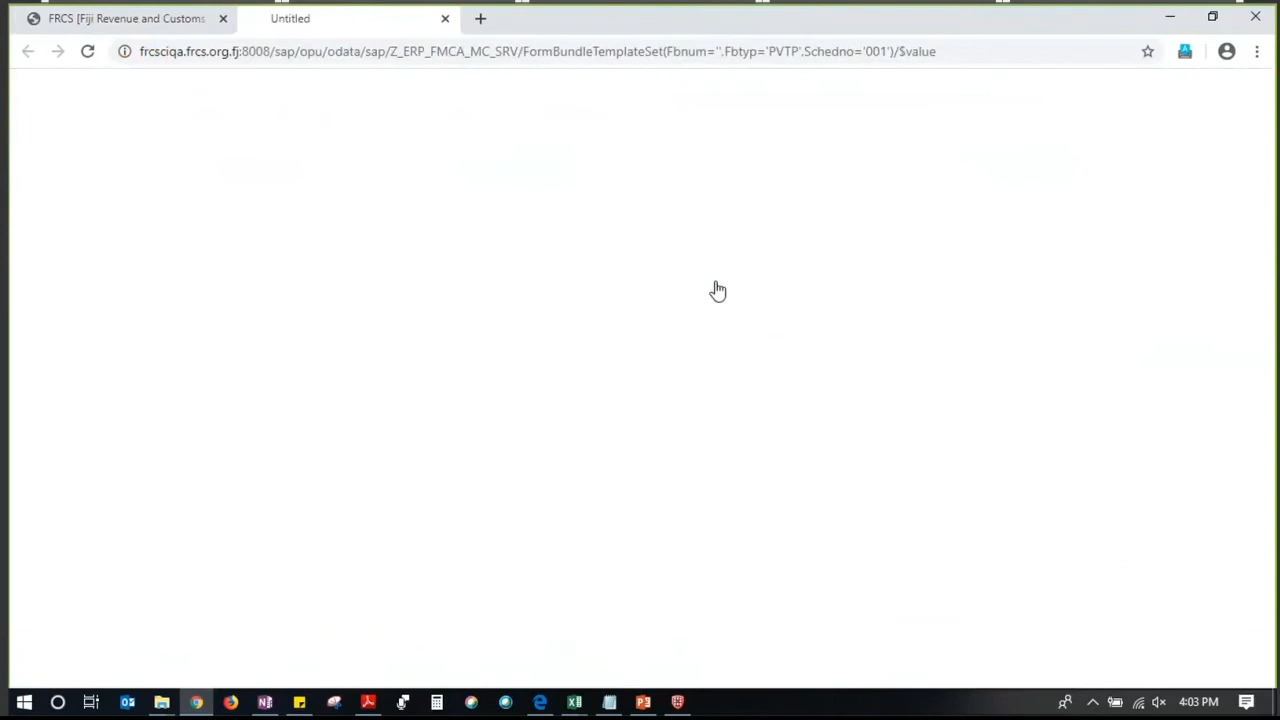 FRCS [Fiji Revenue and Customs
Untitled
frcsciqa.frcs.org.fj:8008/sap/opu/odata/sap/Z_ERP_FMCA_MC_SRV/FormBundleTemplateSet(Fbnum='',Fbtyp='PVTP',Schedno='001')/$value
4:03 PM